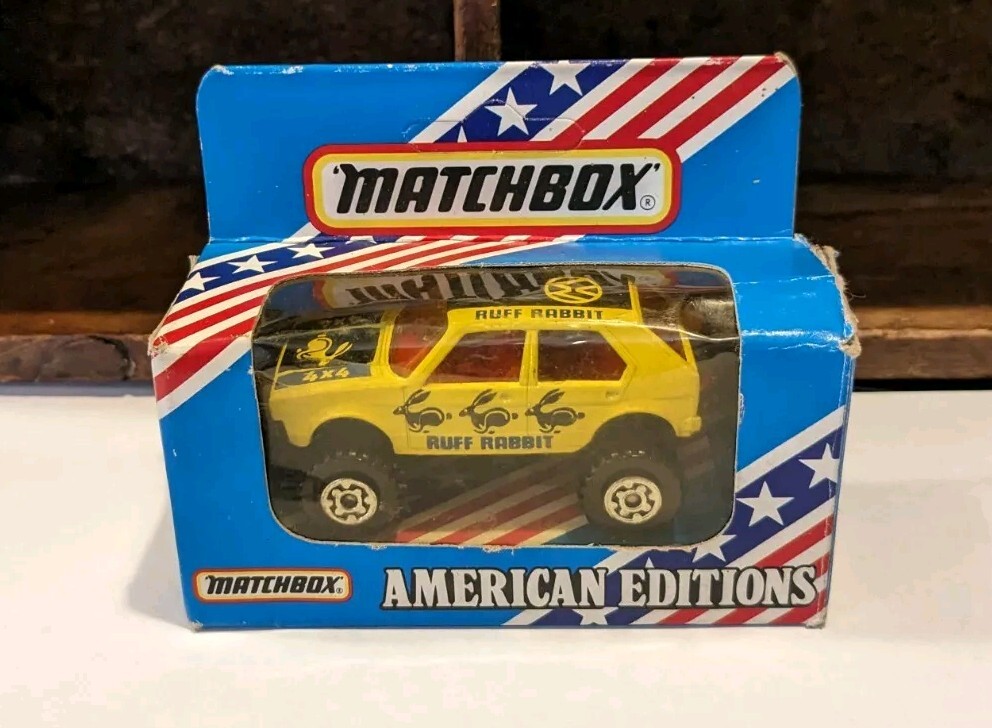 'MATCHBOX'®
RUFF RABBIT
4x4
RUFF RABBIT
'MATCHBOX'®
AMERICAN EDITIONS